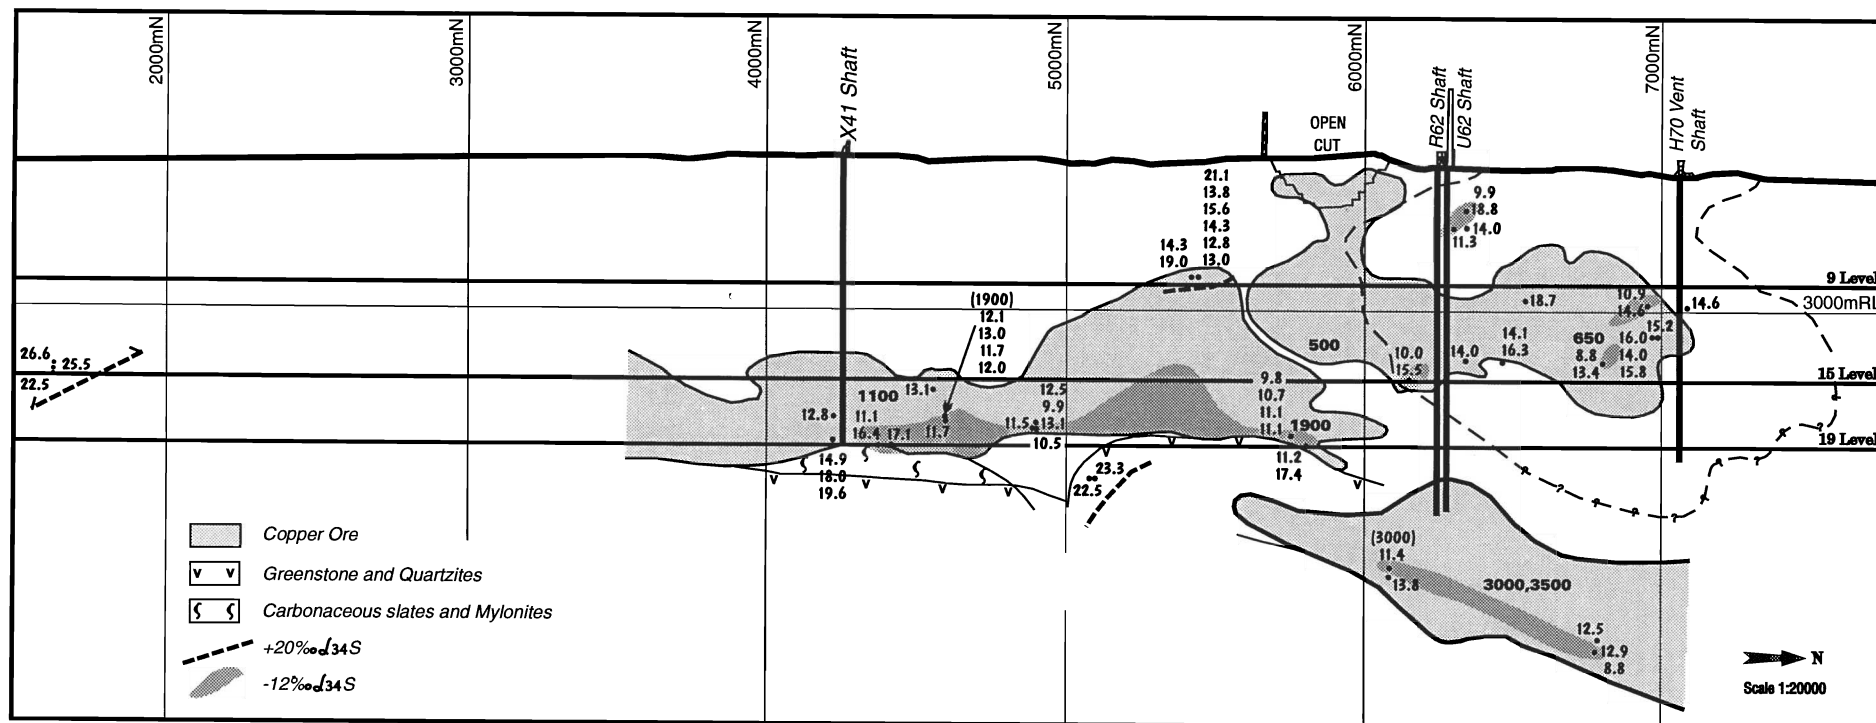 2000mN
3000mN
4000mN
5000mN
6000mN
7000mN
X41 Shaft
R62 Shaft
U62 Shaft
H70 Vent
Shaft
OPEN
CUT
21.1
13.8
15.6
14.3
12.8
13.0
14.3
19.0
9.9
18.8
14.0
11.3
9 Level
3000mRL
14.6
18.7
10.9
14.6
15.2
(1900)
12.1
13.0
11.7
12.0
26.6
25.5
22.5
500
10.0
15.5
14.0
14.1
16.3
650
16.0
8.8
14.0
13.4
15.8
15 Level
1100
13.1
12.8
11.1
16.4
17.1
11.7
11.5
12.5
9.9
13.1
10.5
9.8
10.7
11.1
11.1
1900
11.2
17.4
19 Level
14.9
18.0
19.6
23.3
22.5
v v v v v v v v
(3000)
11.4
13.8
3000,3500
12.5
12.9
8.8
Copper Ore
v v Greenstone and Quartzites
Carbonaceous slates and Mylonites
+20‰d34S
-12‰d34S
N
Scale 1:20000